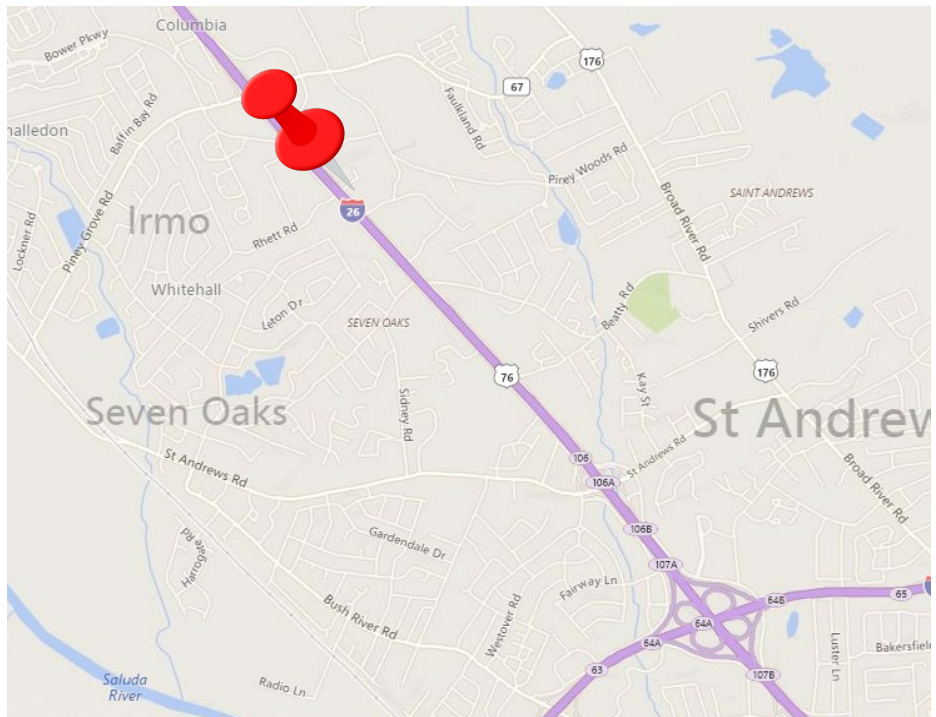 Columbia
Bower Pkwy
176
67
Baffin Bay Rd
Faulkland Rd
halledon
Pirey Woods Rd
SAINT ANDREWS
Broad River Rd
26
Irmo
Lockner Rd
Piney Grove Rd
Rhett Rd
Whitehall
Leton Dr
SEVEN OAKS
Beatty Rd
Shivers Rd
76
176
Kay St
Seven Oaks
Sidney Rd
St Andrews
106
St Andrews Rd
St Andrews Rd
106A
Broad River Rd
106B
Harrogate Rd
Gardendale Dr
107A
Fairway Ln
64B
65
Bush River Rd
Westover Rd
64A
64A
Luster Ln
Bakersfield
63
107B
Saluda
River
Radio Ln